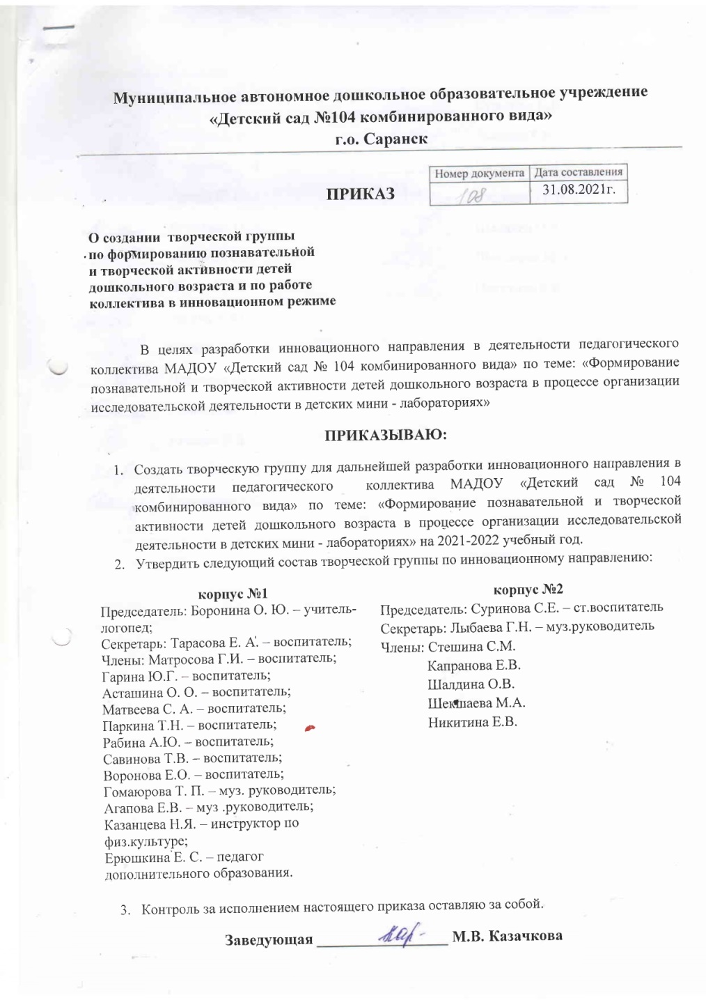 Муниципальное автономное дошкольное образовательное учреждение
«Детский сад №104 комбинированного вида»
г.о. Саранск
Номер документа Дата составления
108 31.08.2021г.
ПРИКАЗ
О создании творческой группы
по формированию познавательной
и творческой активности детей
дошкольного возраста и по работе
коллектива в инновационном режиме
В целях разработки инновационного направления в деятельности педагогического
коллектива МАДОУ «Детский сад № 104 комбинированного вида» по теме: «Формирование
познавательной и творческой активности детей дошкольного возраста в процессе организации
исследовательской деятельности в детских мини - лабораториях»
ПРИКАЗЫВАЮ:
1. Создать творческую группу для дальнейшей разработки инновационного направления в
деятельности педагогического коллектива МАДОУ «Детский сад № 104
комбинированного вида» по теме: «Формирование познавательной и творческой
активности детей дошкольного возраста в процессе организации исследовательской
деятельности в детских мини - лабораториях» на 2021-2022 учебный год.
2. Утвердить следующий состав творческой группы по инновационному направлению:
корпус №1
Председатель: Боронина О. Ю. – учитель-
логопед;
Секретарь: Тарасова Е. А. – воспитатель;
Члены: Матросова Г.И. – воспитатель;
Гарина Ю.Г. – воспитатель;
Асташина О. О. – воспитатель;
Матвеева С. А. – воспитатель;
Паркина Т.Н. – воспитатель;
Рабина А.Ю. – воспитатель;
Савинова Т.В. – воспитатель;
Воронова Е.О. – воспитатель;
Гомаюрова Т. П. – муз. руководитель;
Агапова Е.В. – муз .руководитель;
Казанцева Н.Я. – инструктор по
физ.культуре;
Ерюшкина Е. С. – педагог
дополнительного образования.
корпус №2
Председатель: Суринова С.Е. – ст.воспитатель
Секретарь: Лыбаева Г.Н. – муз.руководитель
Члены: Стешина С.М.
Капранова Е.В.
Шалдина О.В.
Шекшаева М.А.
Никитина Е.В.
3. Контроль за исполнением настоящего приказа оставляю за собой.
Заведующая М.В. Казачкова